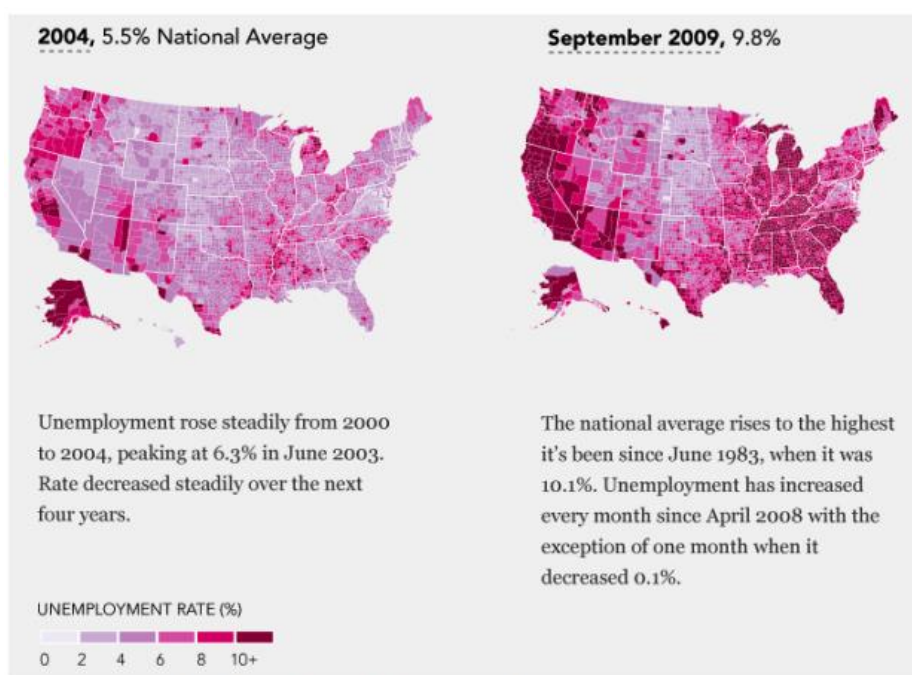 2004, 5.5% National Average
Unemployment rose steadily from 2000
to 2004, peaking at 6.3% in June 2003.
Rate decreased steadily over the next
four years.
September 2009, 9.8%
The national average rises to the highest
it's been since June 1983, when it was
10.1%. Unemployment has increased
every month since April 2008 with the
exception of one month when it
decreased 0.1%.
UNEMPLOYMENT RATE (%)
0 2 4 6 8 10+